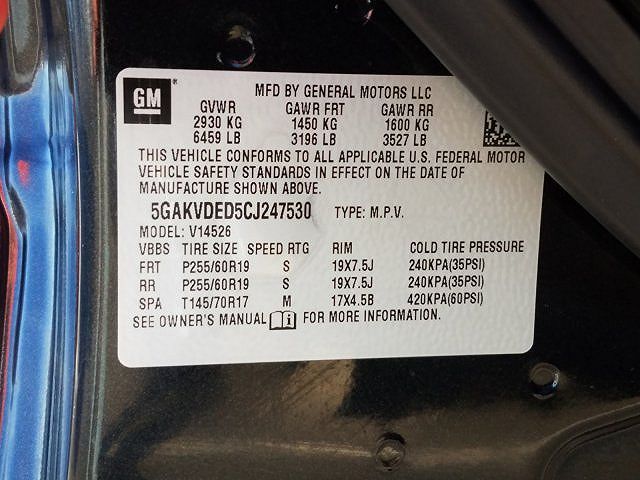 GM
MFD BY GENERAL MOTORS LLC
GVWR GAWR FRT GAWR RR
2930 KG 1450 KG 1600 KG
6459 LB 3196 LB 3527 LB
THIS VEHICLE CONFORMS TO ALL APPLICABLE U.S. FEDERAL MOTOR
VEHICLE SAFETY STANDARDS IN EFFECT ON THE DATE OF
MANUFACTURE SHOWN ABOVE.
5GAKVDED5CJ247530 TYPE: M.P.V.
MODEL: V14526
VBBS TIRE SIZE SPEED RTG RIM COLD TIRE PRESSURE
FRT P255/60R19 S 19X7.5J 240KPA(35PSI)
RR P255/60R19 S 19X7.5J 240KPA(35PSI)
SPA T145/70R17 M 17X4.5B 420KPA(60PSI)
SEE OWNER'S MANUAL FOR MORE INFORMATION.